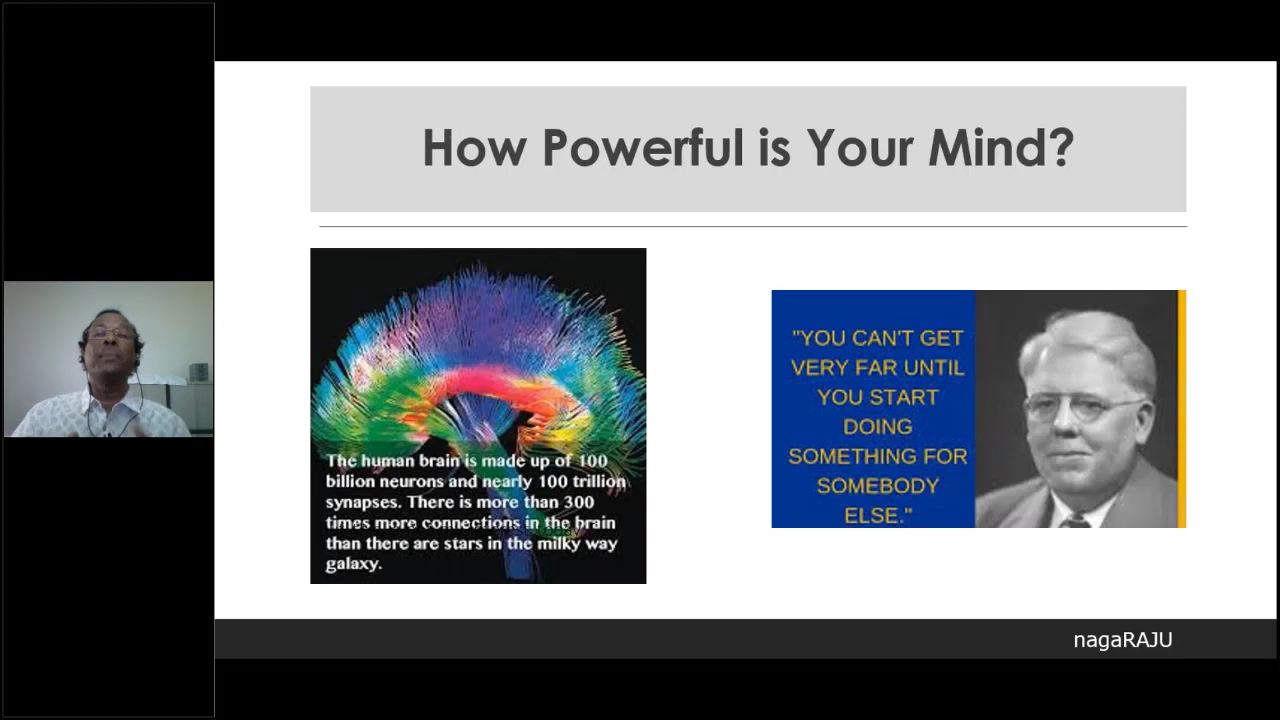 How Powerful is Your Mind?
The human brain is made up of 100
billion neurons and nearly 100 trillion
synapses. There is more than 300
times more connections in the brain
than there are stars in the milky way
galaxy.
"YOU CAN'T GET
VERY FAR UNTIL
YOU START
DOING
SOMETHING FOR
SOMEBODY
ELSE."
nagaRAJU